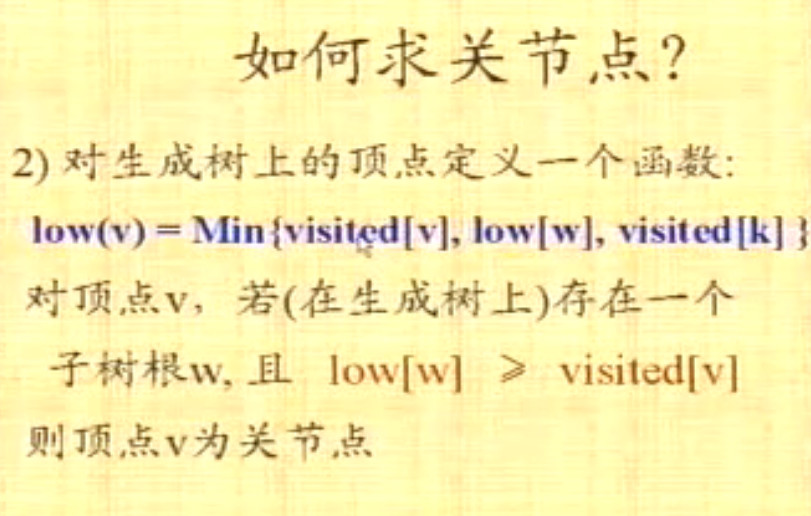 如何求关节点?
2) 对生成树上的顶点定义一个函数:
low(v) = Min{visited[v], low[w], visited[k] }
对顶点v，若(在生成树上)存在一个
子树根w, 且 low[w] ≥ visited[v]
则顶点v为关节点